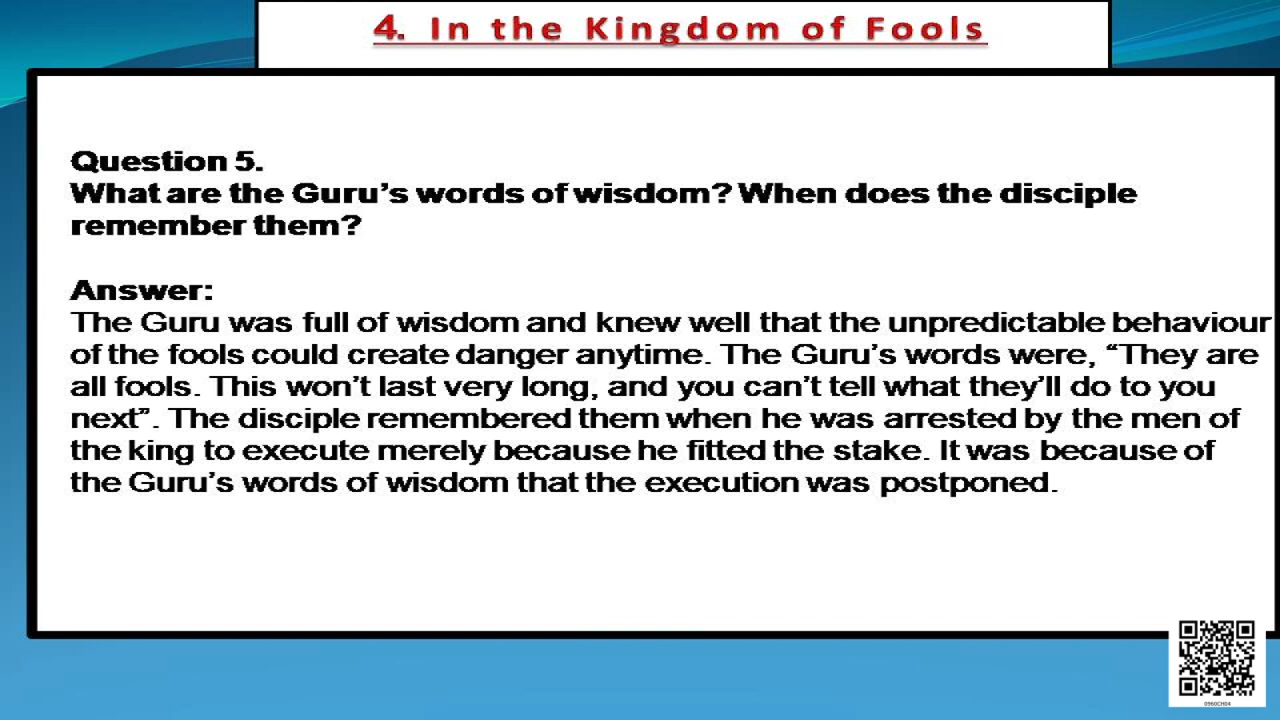 4. In the Kingdom of Fools
Question 5.
What are the Guru’s words of wisdom? When does the disciple
remember them?
Answer:
The Guru was full of wisdom and knew well that the unpredictable behaviour
of the fools could create danger anytime. The Guru’s words were, “They are
all fools. This won’t last very long, and you can’t tell what they’ll do to you
next”. The disciple remembered them when he was arrested by the men of
the king to execute merely because he fitted the stake. It was because of
the Guru’s words of wisdom that the execution was postponed.
0960CH04